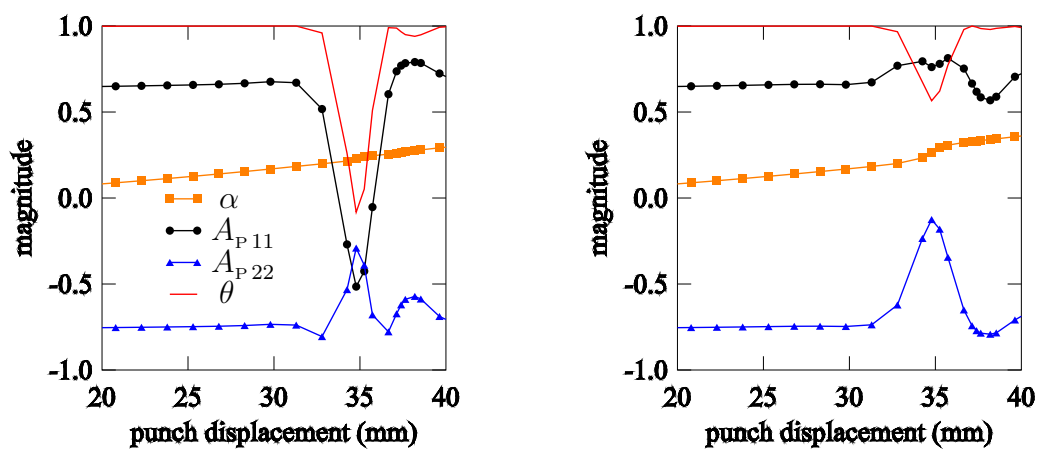 1.0
0.5
0.0
-0.5
-1.0
magnitude
α
A_P 11
A_P 22
θ
20 25 30 35 40
punch displacement (mm)
1.0
0.5
0.0
-0.5
-1.0
magnitude
20 25 30 35 40
punch displacement (mm)